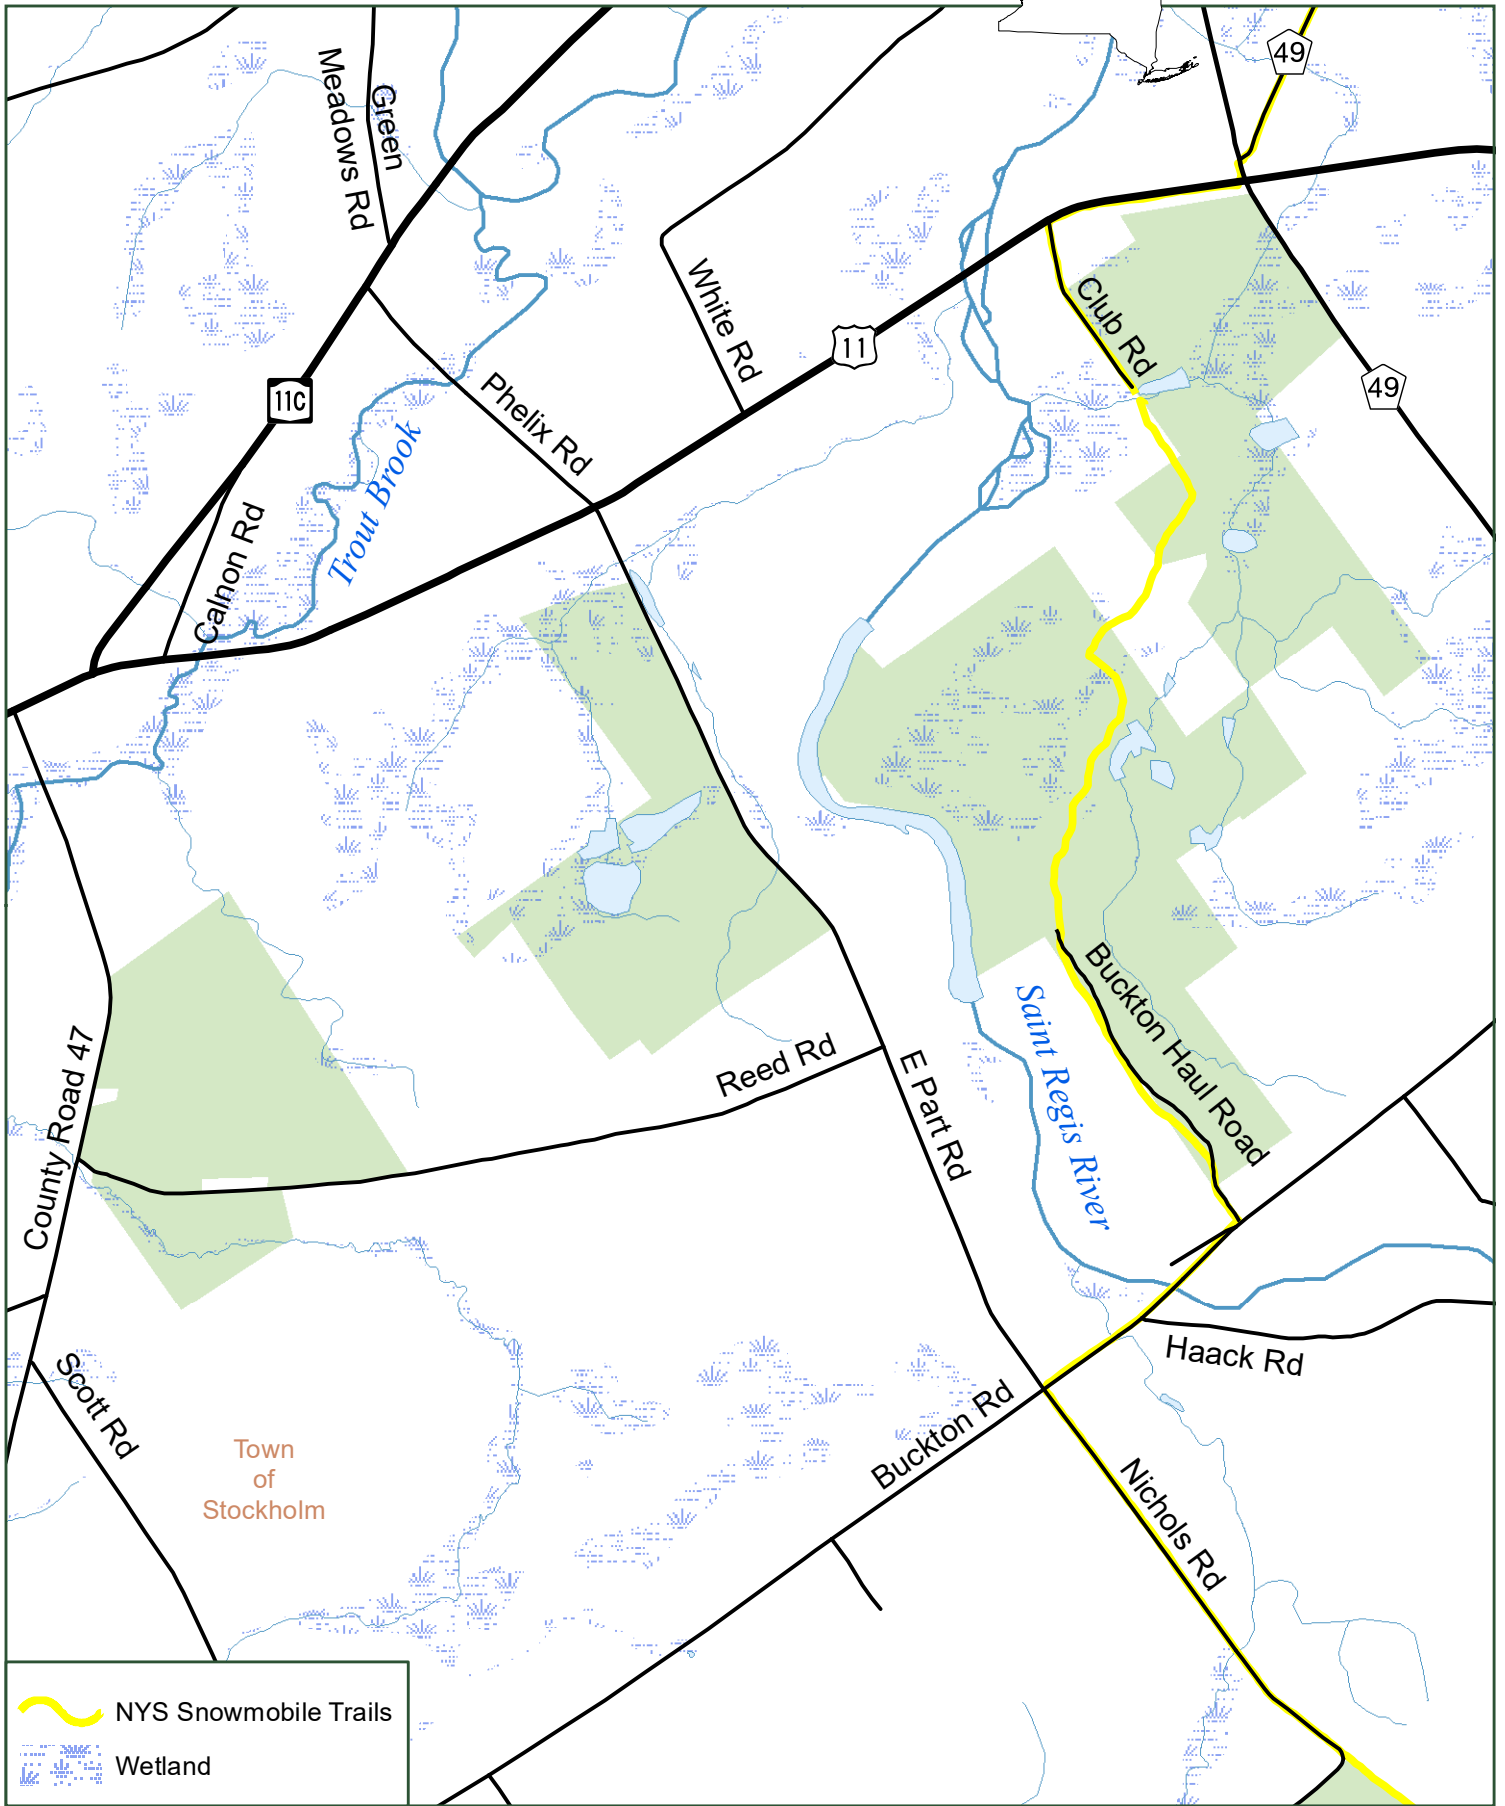 49
Green
Meadows Rd
White Rd
Club Rd
11
11C
49
Phelix Rd
Trout Brook
Calnon Rd
Buckton Haul Road
Saint Regis River
Reed Rd
E Part Rd
County Road 47
Haack Rd
Scott Rd
Buckton Rd
Town
of
Stockholm
Nichols Rd
NYS Snowmobile Trails
Wetland